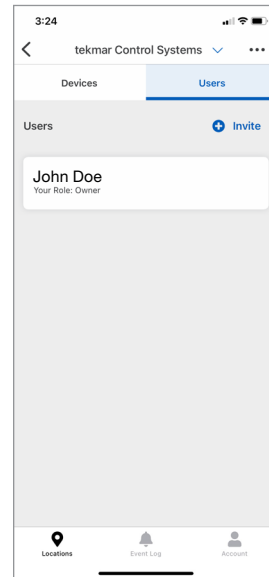 3:24
tekmar Control Systems
Devices Users
Users Invite
John Doe
Your Role: Owner
Locations Event Log Account